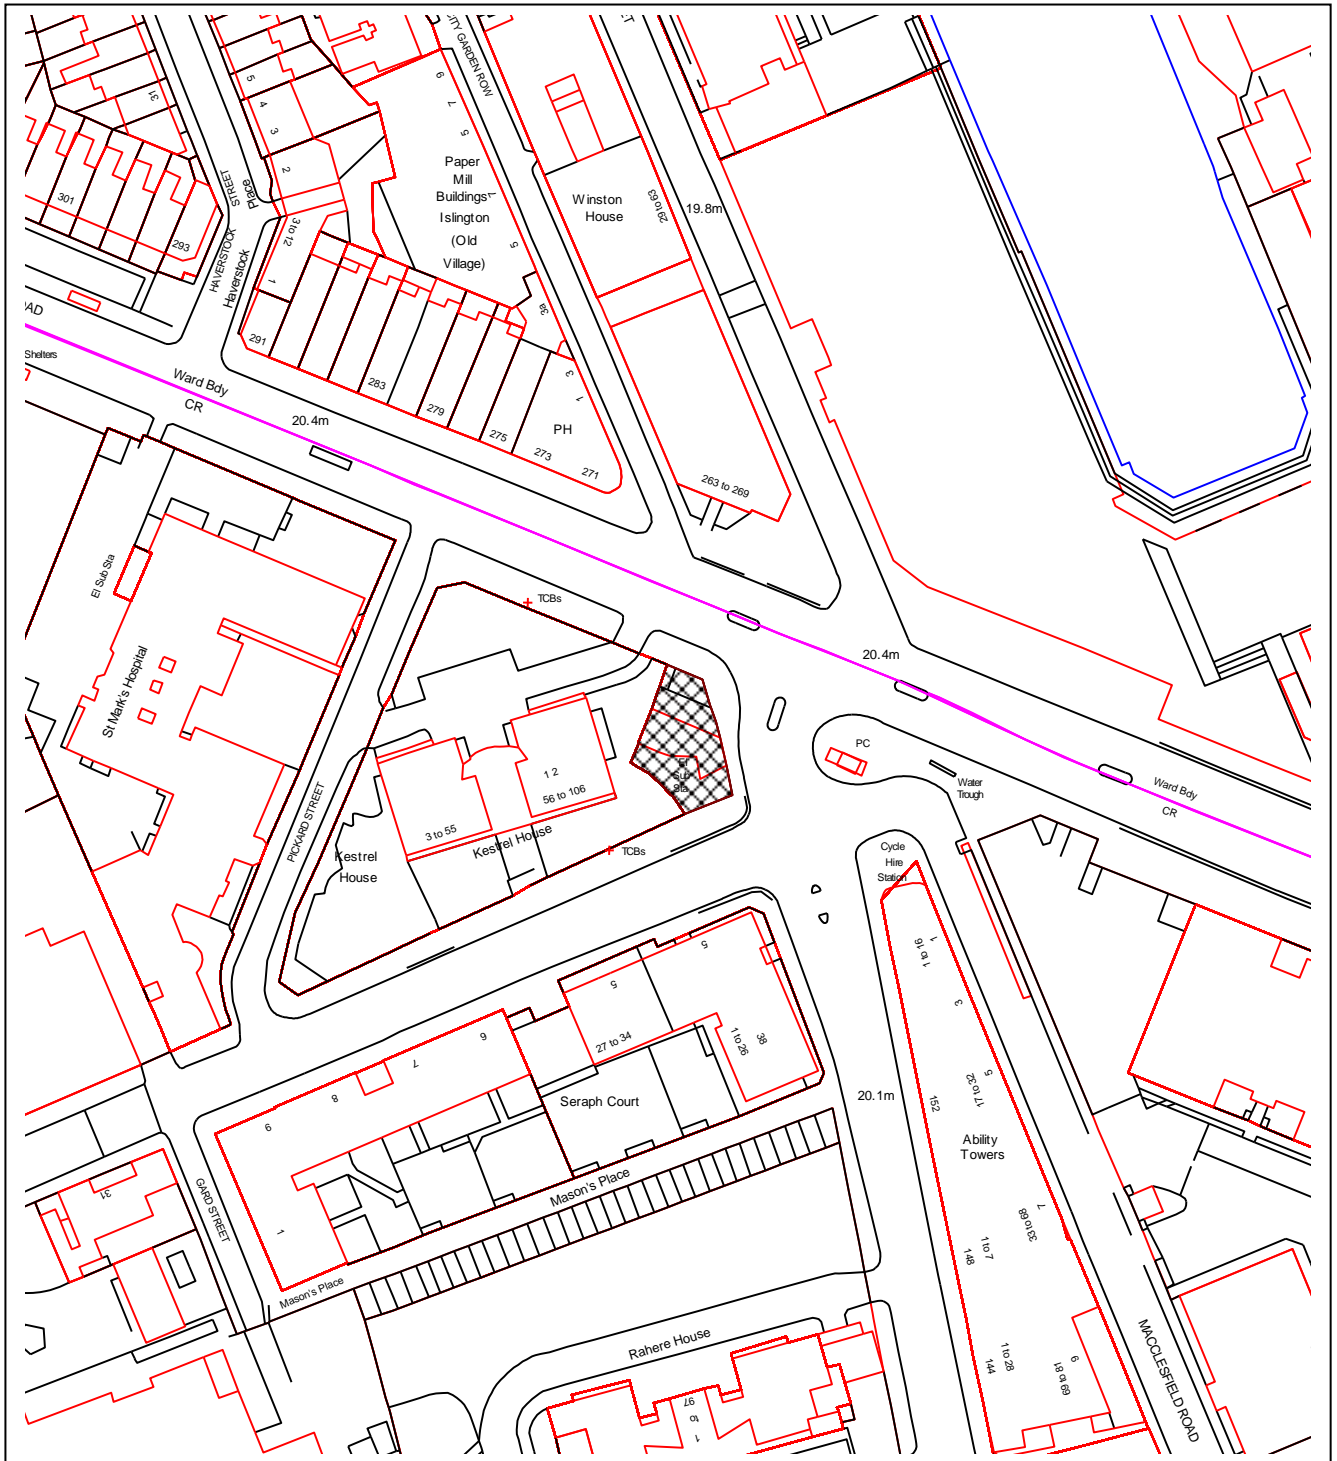 CITY GARDEN ROW
31
5
4
3
2
6
7
5
7
5
3a
3
1
Paper
Mill
Buildings
Islington
(Old
Village)
Winston
House
29 to 63
19.8m
301
293
HAVERSTOCK
STREET
Haverstock
Place
3 to 12
1
291
283
279
275
273
271
PH
263 to 269
Shelters
Ward Bdy
CR
20.4m
El Sub Sta
St Mark's Hospital
TCBs
20.4m
PC
Water
Trough
Ward Bdy
CR
El
Sub
Sta
1 2
56 to 106
3 to 55
Kestrel House
Kestrel
House
TCBs
PICKARD STREET
Cycle
Hire
Station
1
1 to 16
3
5
5
27 to 34
1 to 26
38
6
7
8
9
1
Seraph Court
20.1m
152
5
17 to 32
Ability
Towers
7
33 to 68
1 to 7
148
31
GARD STREET
Mason's Place
Mason's Place
Rahere House
1 to 97
144
1 to 28
9
69 to 81
MACCLESFIELD ROAD